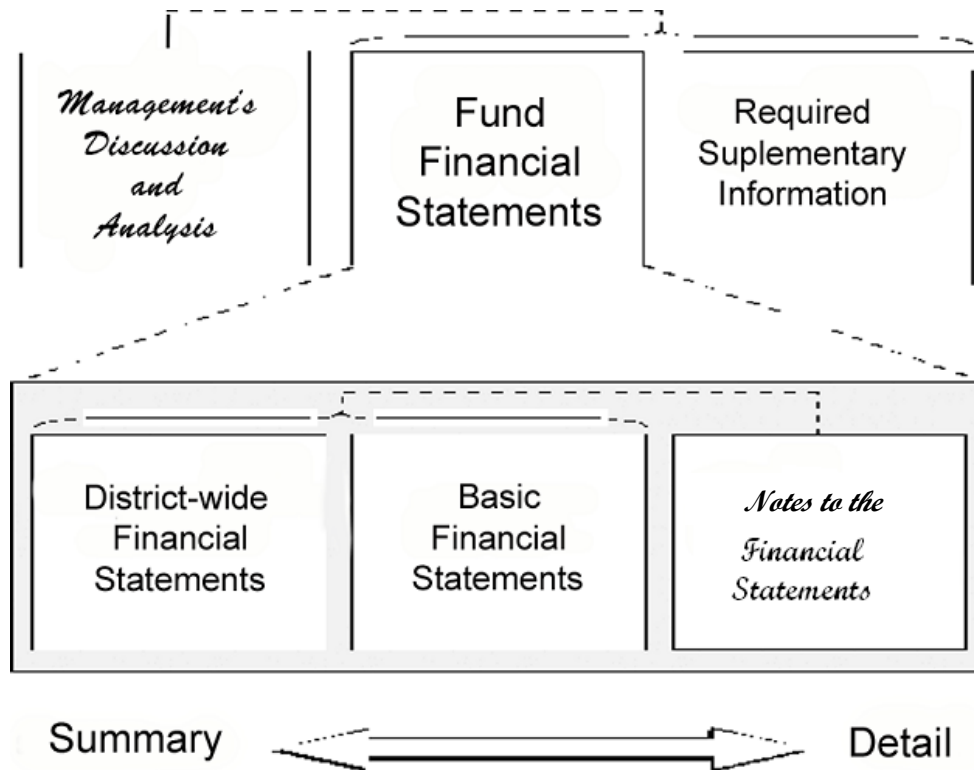 Management's
Discussion
and
Analysis
Fund
Financial
Statements
Required
Suplementary
Information
District-wide
Financial
Statements
Basic
Financial
Statements
Notes to the
Financial
Statements
Summary
Detail